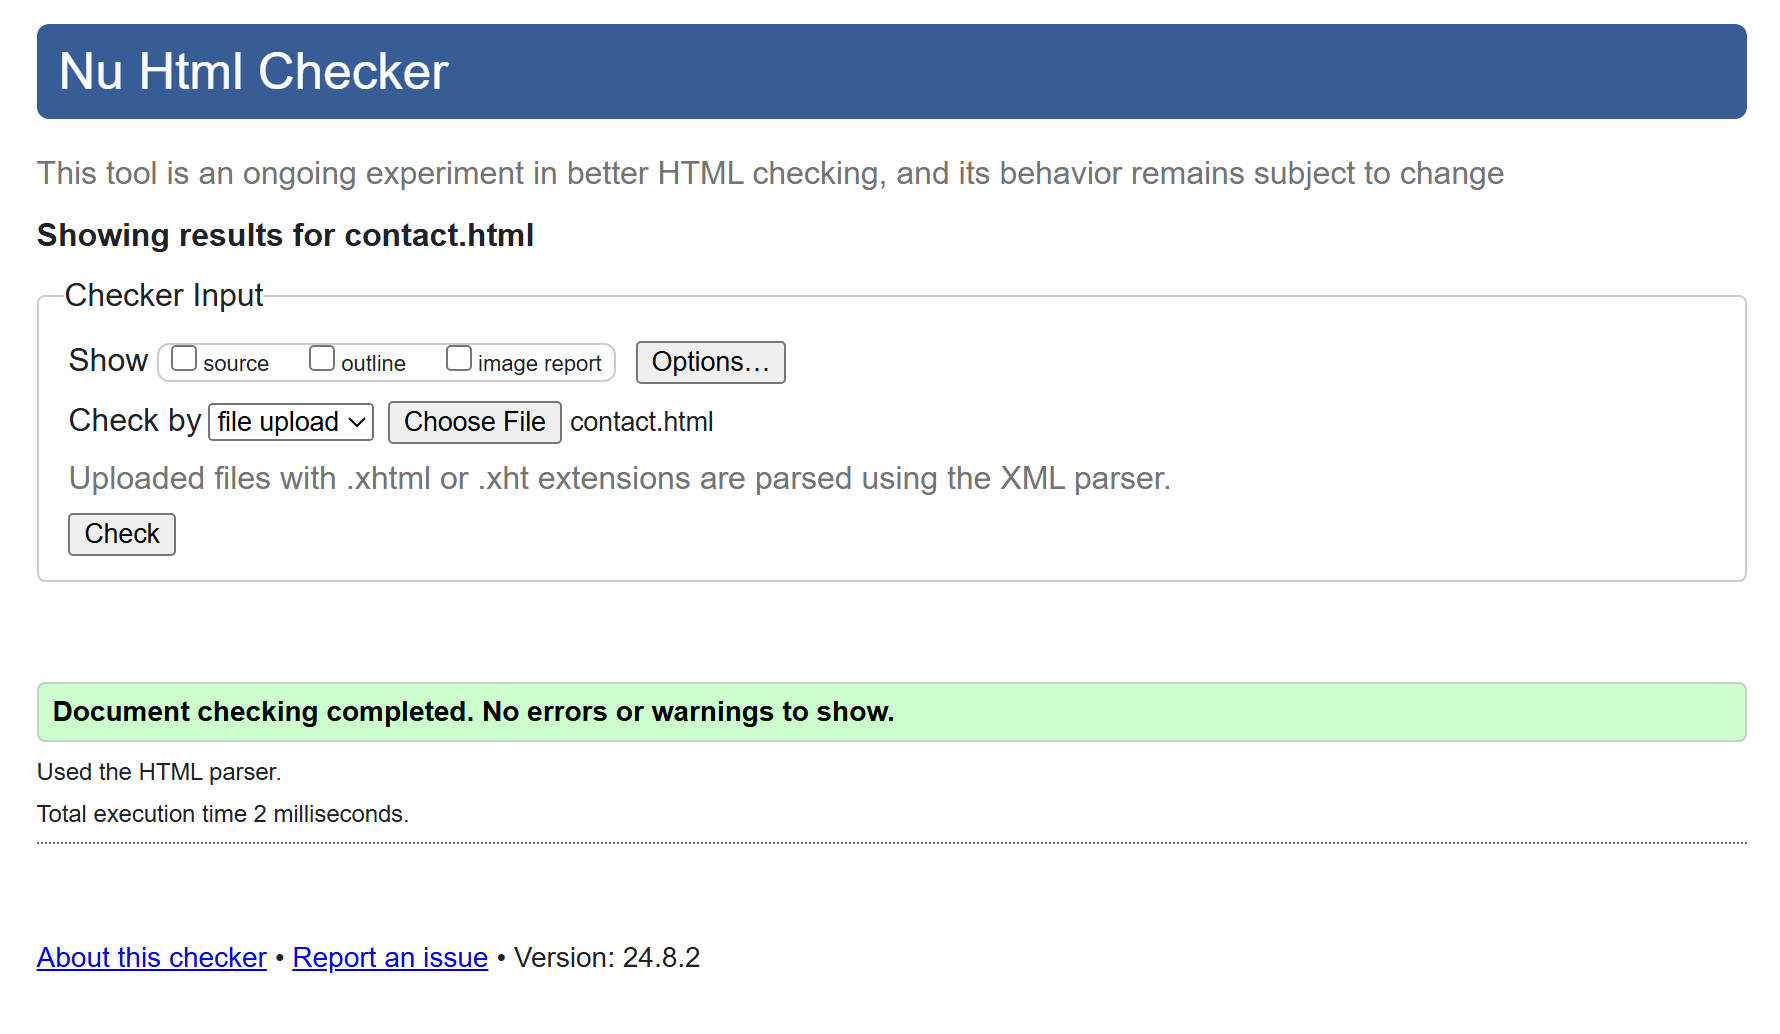 Nu Html Checker
This tool is an ongoing experiment in better HTML checking, and its behavior remains subject to change
Showing results for contact.html
Checker Input
Show source outline image report Options…
Check by file upload Choose File contact.html
Uploaded files with .xhtml or .xht extensions are parsed using the XML parser.
Check
Document checking completed. No errors or warnings to show.
Used the HTML parser.
Total execution time 2 milliseconds.
About this checker • Report an issue • Version: 24.8.2